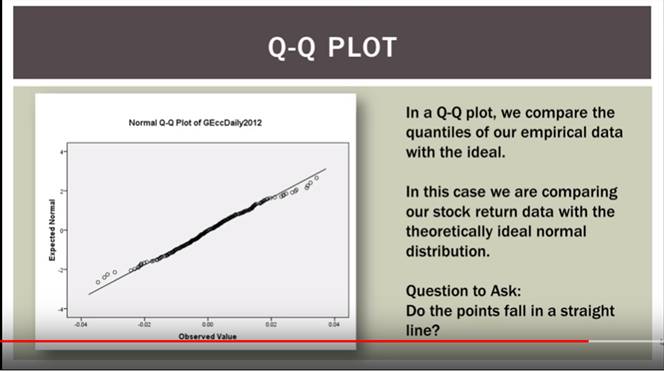 Q-Q PLOT
Normal Q-Q Plot of GEccDaily2012
Expected Normal
4
2
0
-2
-4
-0.04 -0.02 0.00 0.02 0.04
Observed Value
In a Q-Q plot, we compare the
quantiles of our empirical data
with the ideal.
In this case we are comparing
our stock return data with the
theoretically ideal normal
distribution.
Question to Ask:
Do the points fall in a straight
line?